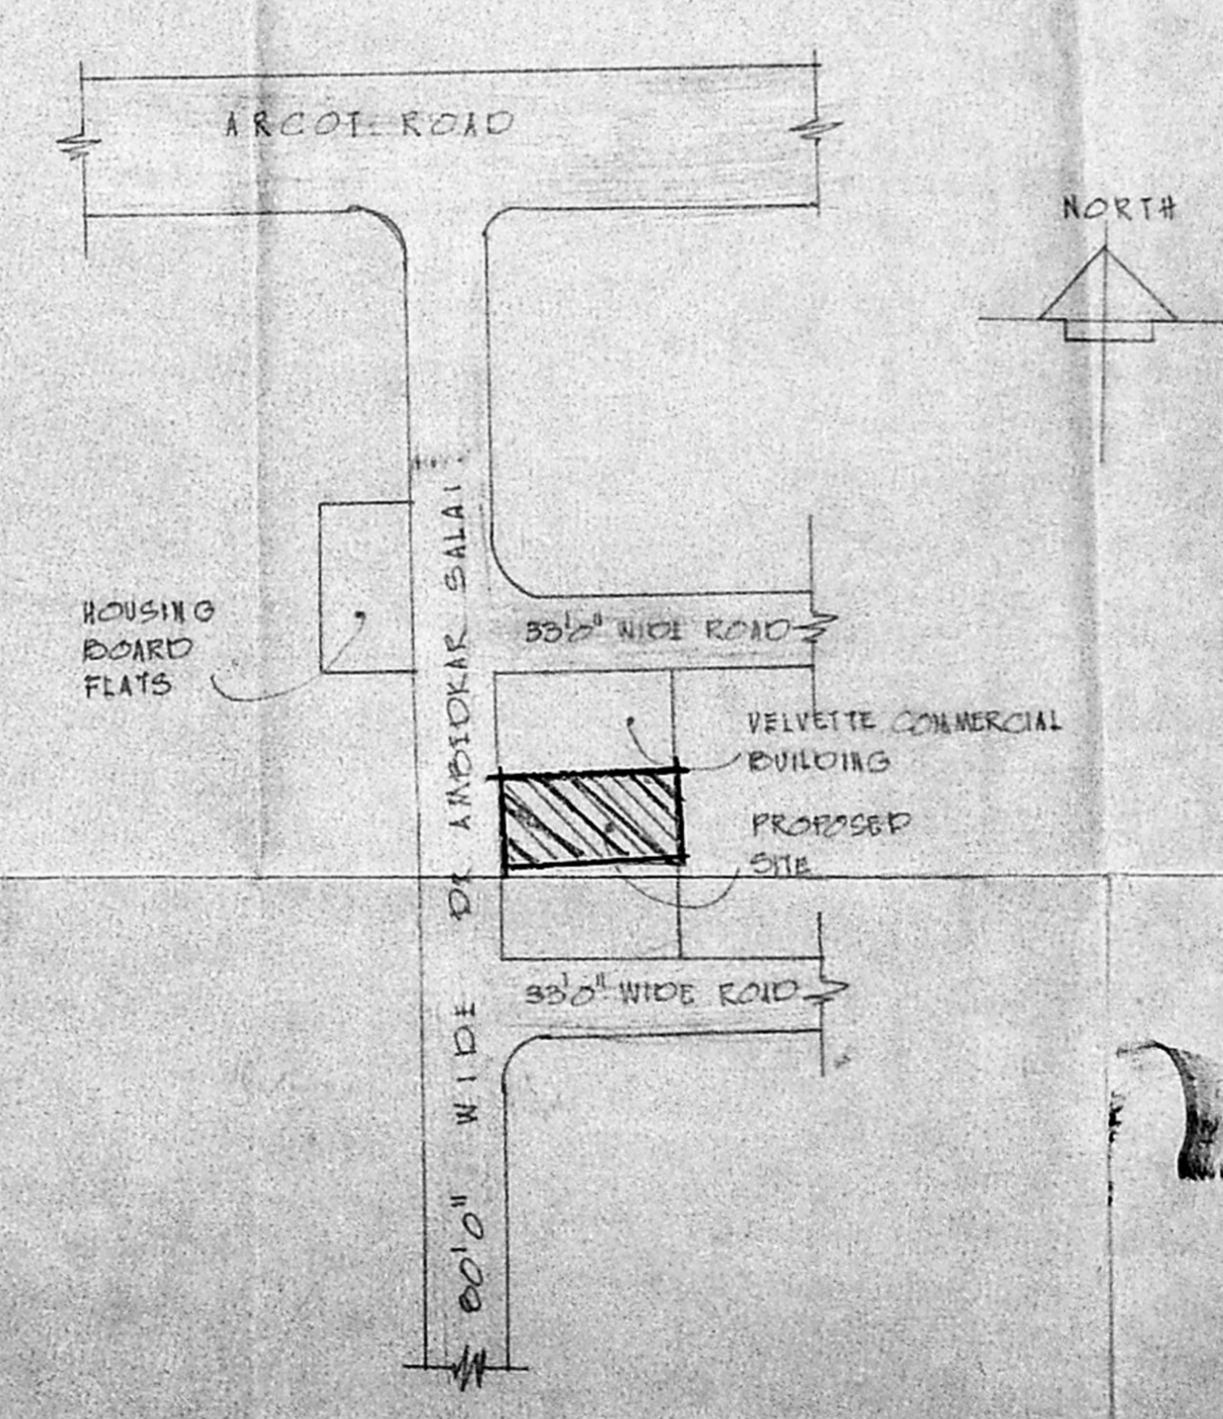 ARCOT ROAD
NORTH
HOUSING
BOARD
FLATS
33'0" WIDE ROAD
VELVETTE COMMERCIAL
BUILDING
PROPOSED
SITE
33'0" WIDE ROAD
80'0" WIDE DR AMBEDKAR SALAI